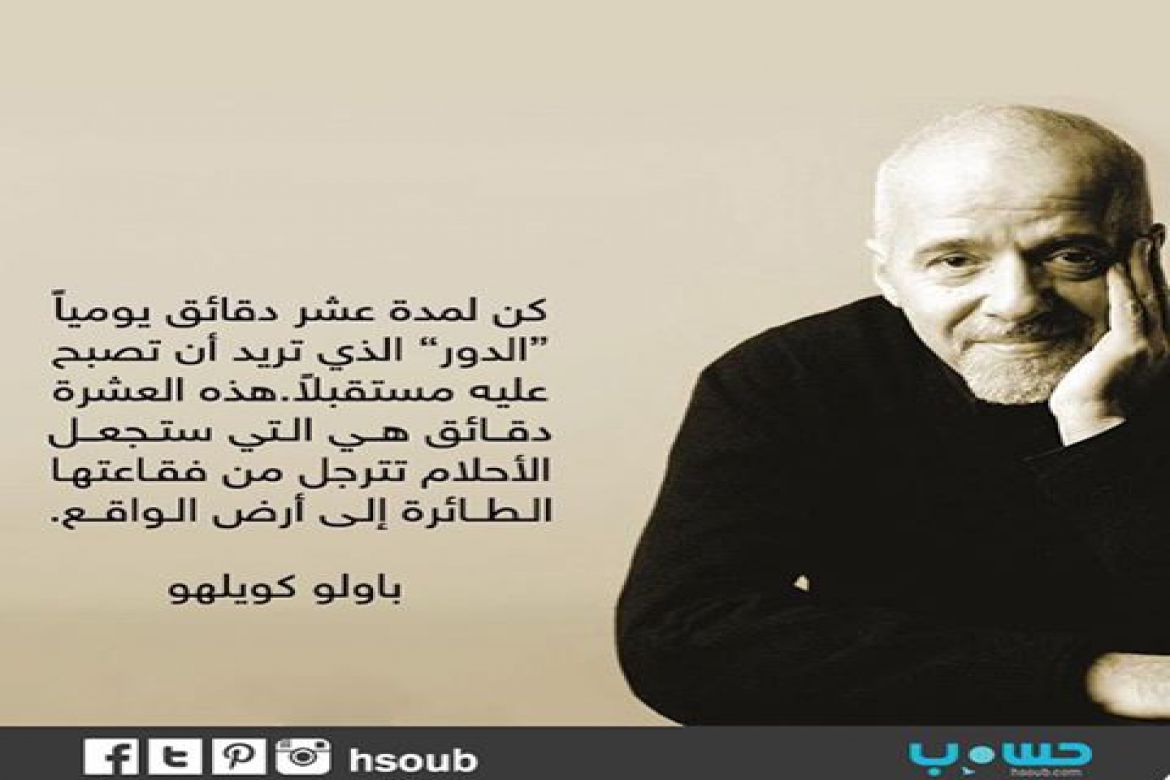 كن لمدة عشر دقائق يومياً
”الدور“ الذي تريد أن تصبح
عليه مستقبلاً.هذه العشرة
دقائق هي التي ستجعل
الأحلام تترجل من فقاعتها
الطائرة إلى أرض الواقع.
باولو كويلهو
hsoub
حسوب
hsoub.com